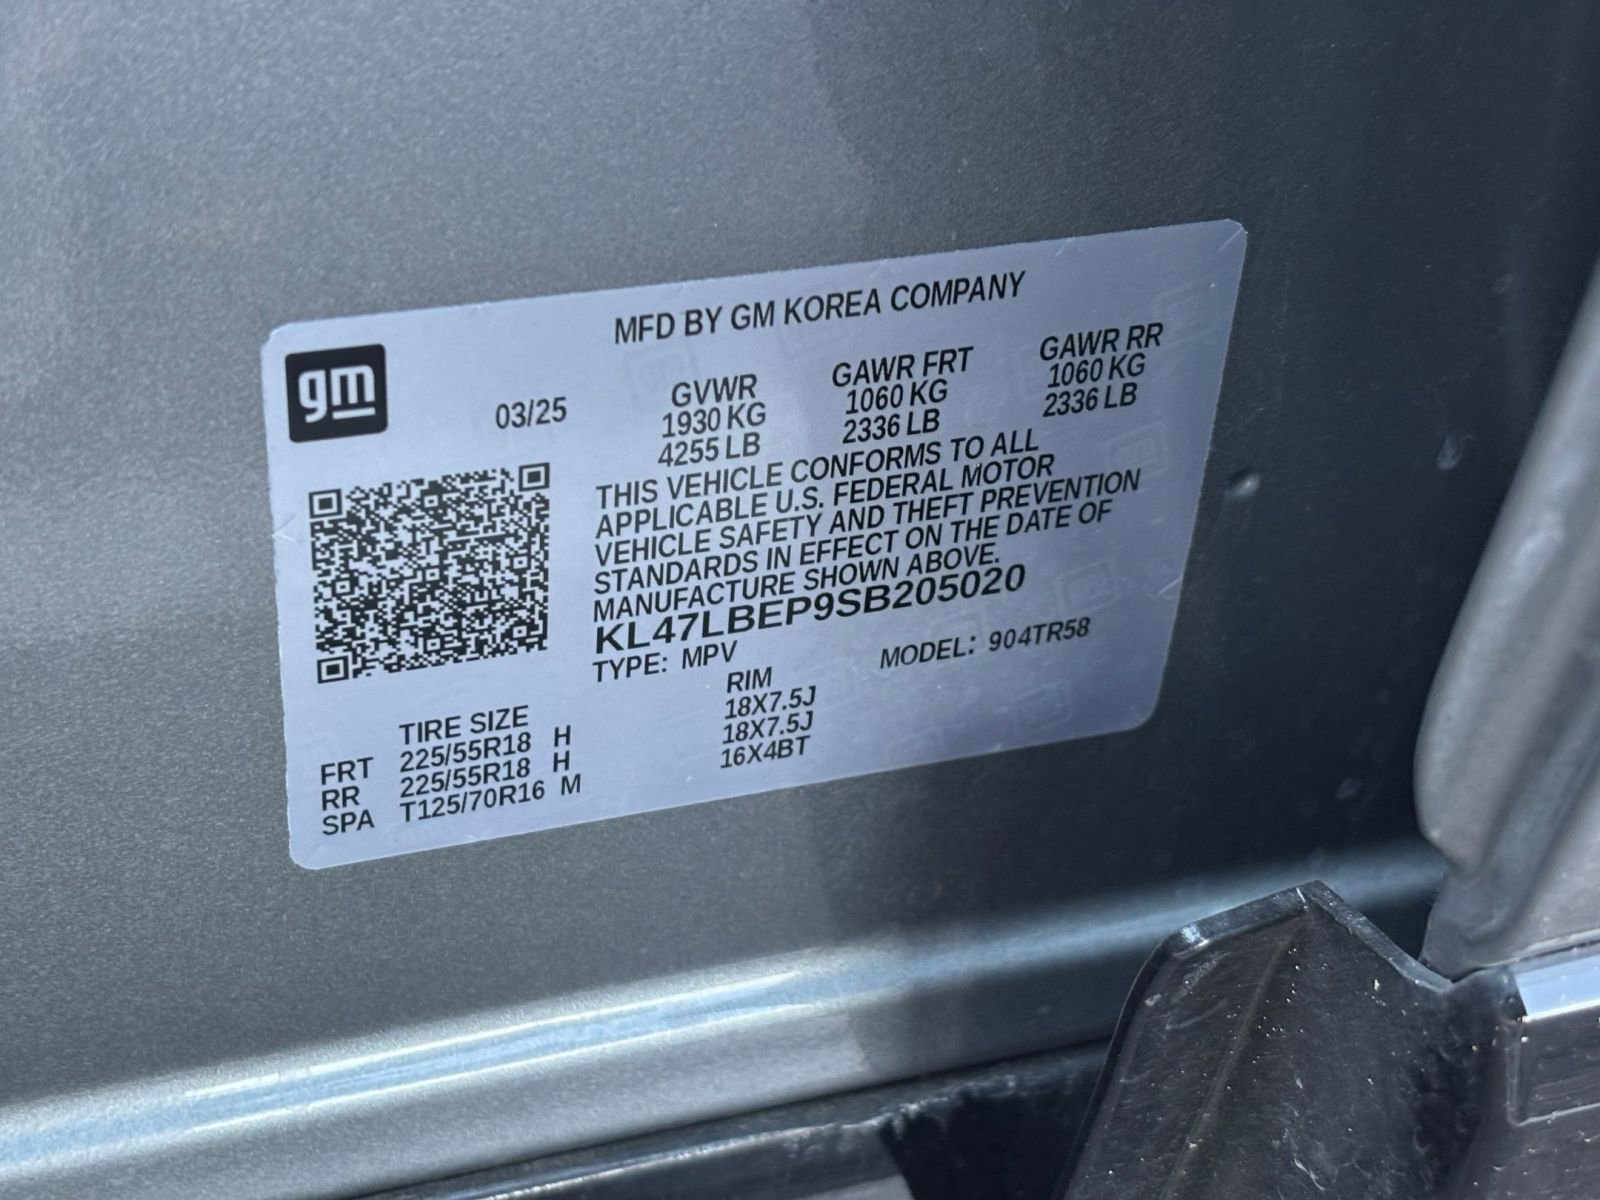 MFD BY GM KOREA COMPANY
gm
03/25
GVWR GAWR FRT GAWR RR
1930 KG 1060 KG 1060 KG
4255 LB 2336 LB 2336 LB
THIS VEHICLE CONFORMS TO ALL
APPLICABLE U.S. FEDERAL MOTOR
VEHICLE SAFETY AND THEFT PREVENTION
STANDARDS IN EFFECT ON THE DATE OF
MANUFACTURE SHOWN ABOVE.
KL47LBEP9SB205020
TYPE: MPV MODEL: 904TR58
TIRE SIZE RIM
FRT 225/55R18 H 18X7.5J
RR 225/55R18 H 18X7.5J
SPA T125/70R16 M 16X4BT